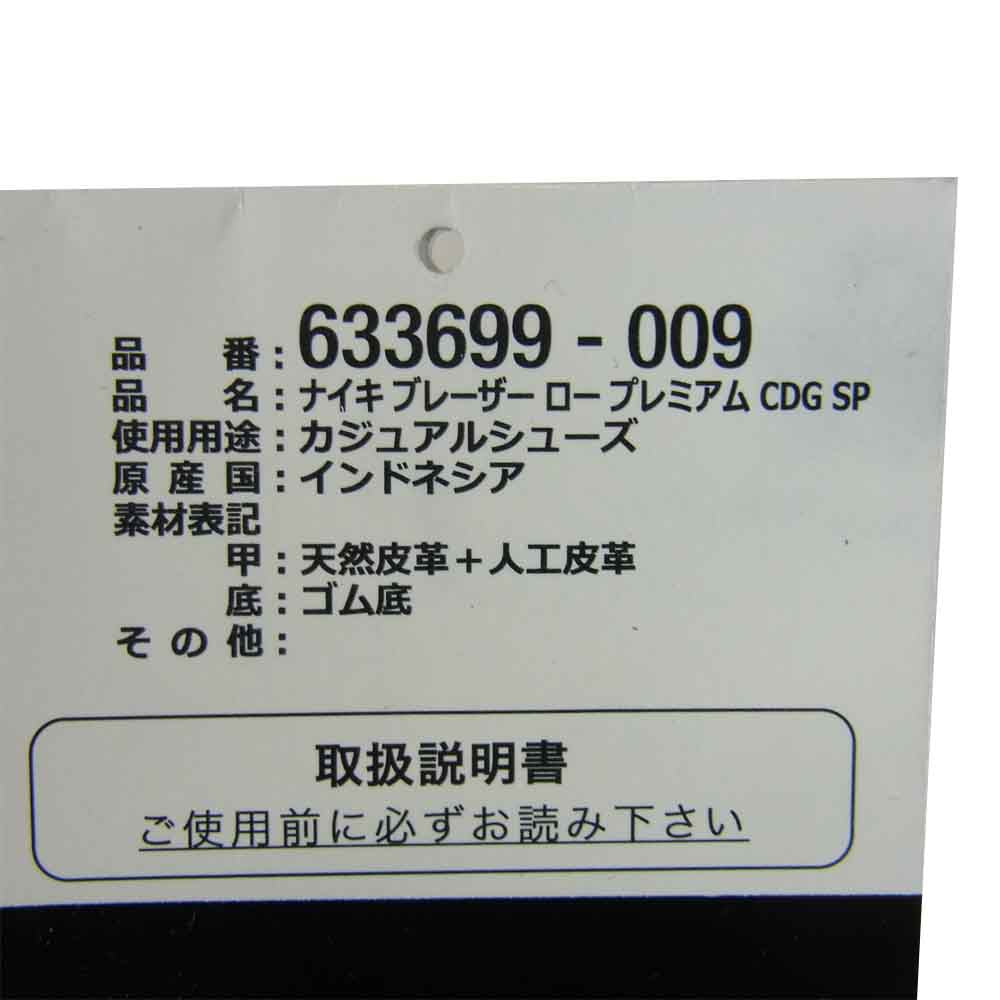 品番:633699 - 009
品名:ナイキ ブレーザー ロー プレミアム CDG SP
使用用途:カジュアルシューズ
原産国:インドネシア
素材表記
甲:天然皮革+人工皮革
底:ゴム底
その他:
取扱説明書
ご使用前に必ずお読み下さい